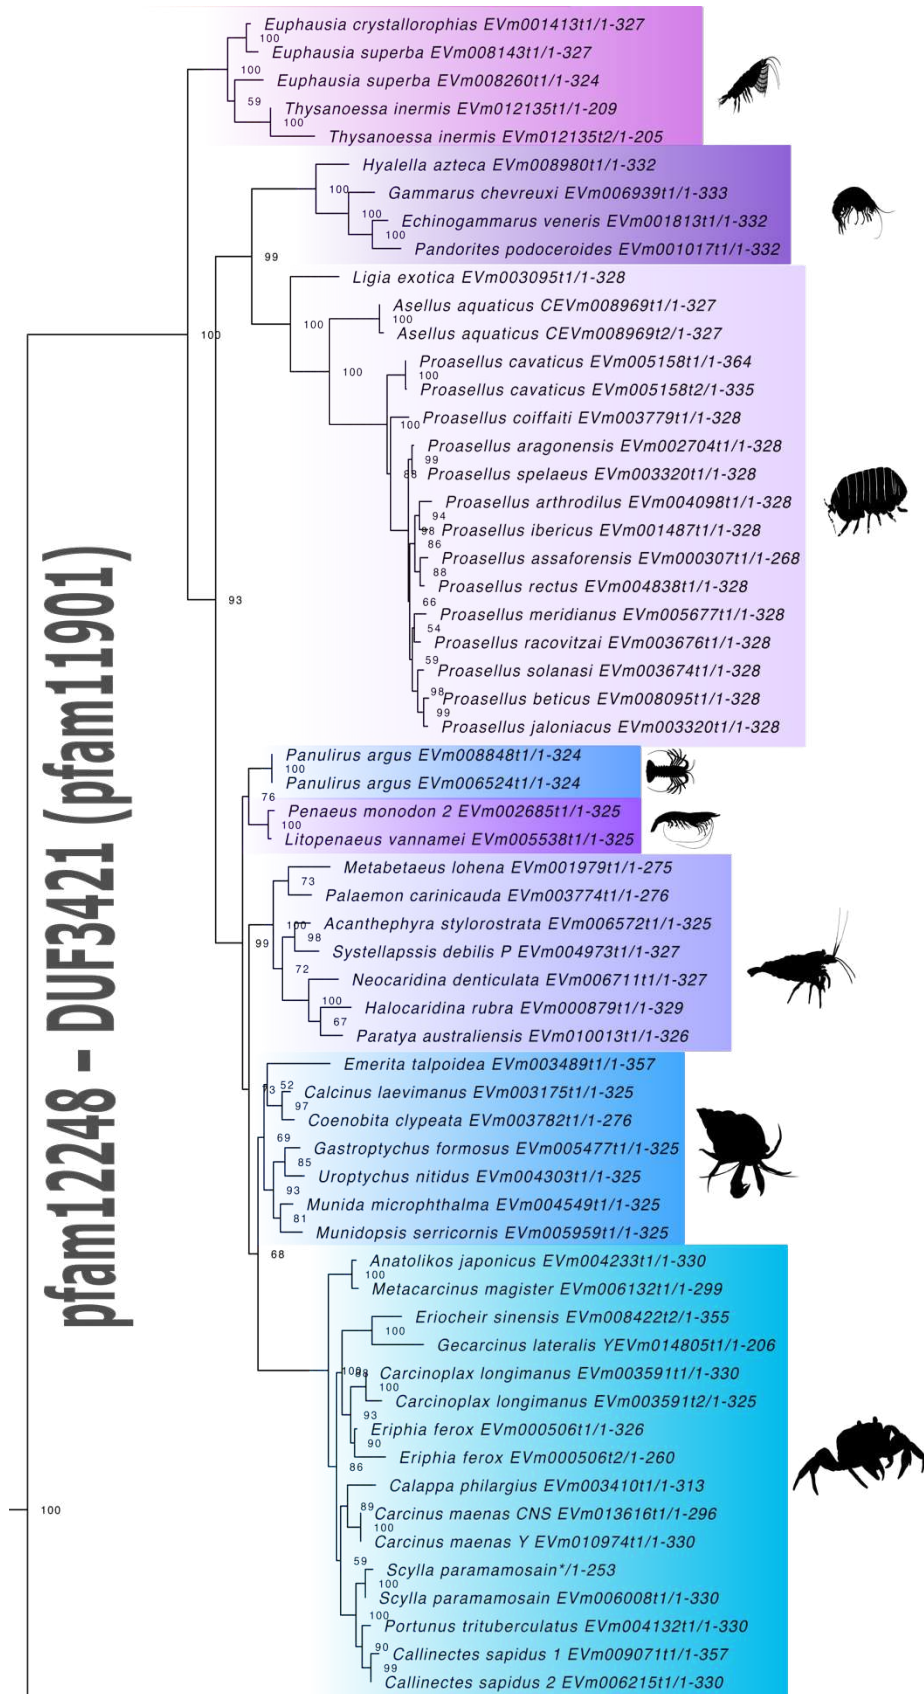 Euphausia crystallorophias EVm001413t1/1-327
100
Euphausia superba EVm008143t1/1-327
100
Euphausia superba EVm008260t1/1-324
59
Thysanoessa inermis EVm012135t1/1-209
100
Thysanoessa inermis EVm012135t2/1-205
Hyalella azteca EVm008980t1/1-332
100
Gammarus chevreuxi EVm006939t1/1-333
100
Echinogammarus veneris EVm001813t1/1-332
100
Pandorites podoceroides EVm001017t1/1-332
99
Ligia exotica EVm003095t1/1-328
Asellus aquaticus CEVm008969t1/1-327
100
100
Asellus aquaticus CEVm008969t2/1-327
100
Proasellus cavaticus EVm005158t1/1-364
100
100
Proasellus cavaticus EVm005158t2/1-335
Proasellus coiffaiti EVm003779t1/1-328
100
Proasellus aragonensis EVm002704t1/1-328
99
88
Proasellus spelaeus EVm003320t1/1-328
Proasellus arthrodilus EVm004098t1/1-328
94
98
Proasellus ibericus EVm001487t1/1-328
86
Proasellus assaforensis EVm000307t1/1-268
88
Proasellus rectus EVm004838t1/1-328
93
66
Proasellus meridianus EVm005677t1/1-328
54
Proasellus racovitzai EVm003676t1/1-328
59
Proasellus solanasi EVm003674t1/1-328
98
Proasellus beticus EVm008095t1/1-328
99
Proasellus jaloniacus EVm003320t1/1-328
pfam12248 - DUF3421 (pfam11901)
Panulirus argus EVm008848t1/1-324
100
Panulirus argus EVm006524t1/1-324
76
Penaeus monodon 2 EVm002685t1/1-325
100
Litopenaeus vannamei EVm005538t1/1-325
Metabetaeus lohena EVm001979t1/1-275
73
Palaemon carinicauda EVm003774t1/1-276
100
Acanthephyra stylorostrata EVm006572t1/1-325
99
98
Systellapssis debilis P EVm004973t1/1-327
72
Neocaridina denticulata EVm006711t1/1-327
100
Halocaridina rubra EVm000879t1/1-329
67
Paratya australiensis EVm010013t1/1-326
Emerita talpoidea EVm003489t1/1-357
73
52
Calcinus laevimanus EVm003175t1/1-325
97
Coenobita clypeata EVm003782t1/1-276
69
Gastroptychus formosus EVm005477t1/1-325
85
Uroptychus nitidus EVm004303t1/1-325
93
Munida microphthalma EVm004549t1/1-325
81
Munidopsis serricornis EVm005959t1/1-325
68
Anatolikos japonicus EVm004233t1/1-330
100
Metacarcinus magister EVm006132t1/1-299
Eriocheir sinensis EVm008422t2/1-355
100
Gecarcinus lateralis YEVm014805t1/1-206
100
Carcinoplax longimanus EVm003591t1/1-330
100
Carcinoplax longimanus EVm003591t2/1-325
93
Eriphia ferox EVm000506t1/1-326
90
Eriphia ferox EVm000506t2/1-260
86
Calappa philargius EVm003410t1/1-313
89
Carcinus maenas CNS EVm013616t1/1-296
100
100
Carcinus maenas Y EVm010974t1/1-330
59
Scylla paramamosain*/1-253
100
Scylla paramamosain EVm006008t1/1-330
100
Portunus trituberculatus EVm004132t1/1-330
90
Callinectes sapidus 1 EVm009071t1/1-357
99
Callinectes sapidus 2 EVm006215t1/1-330